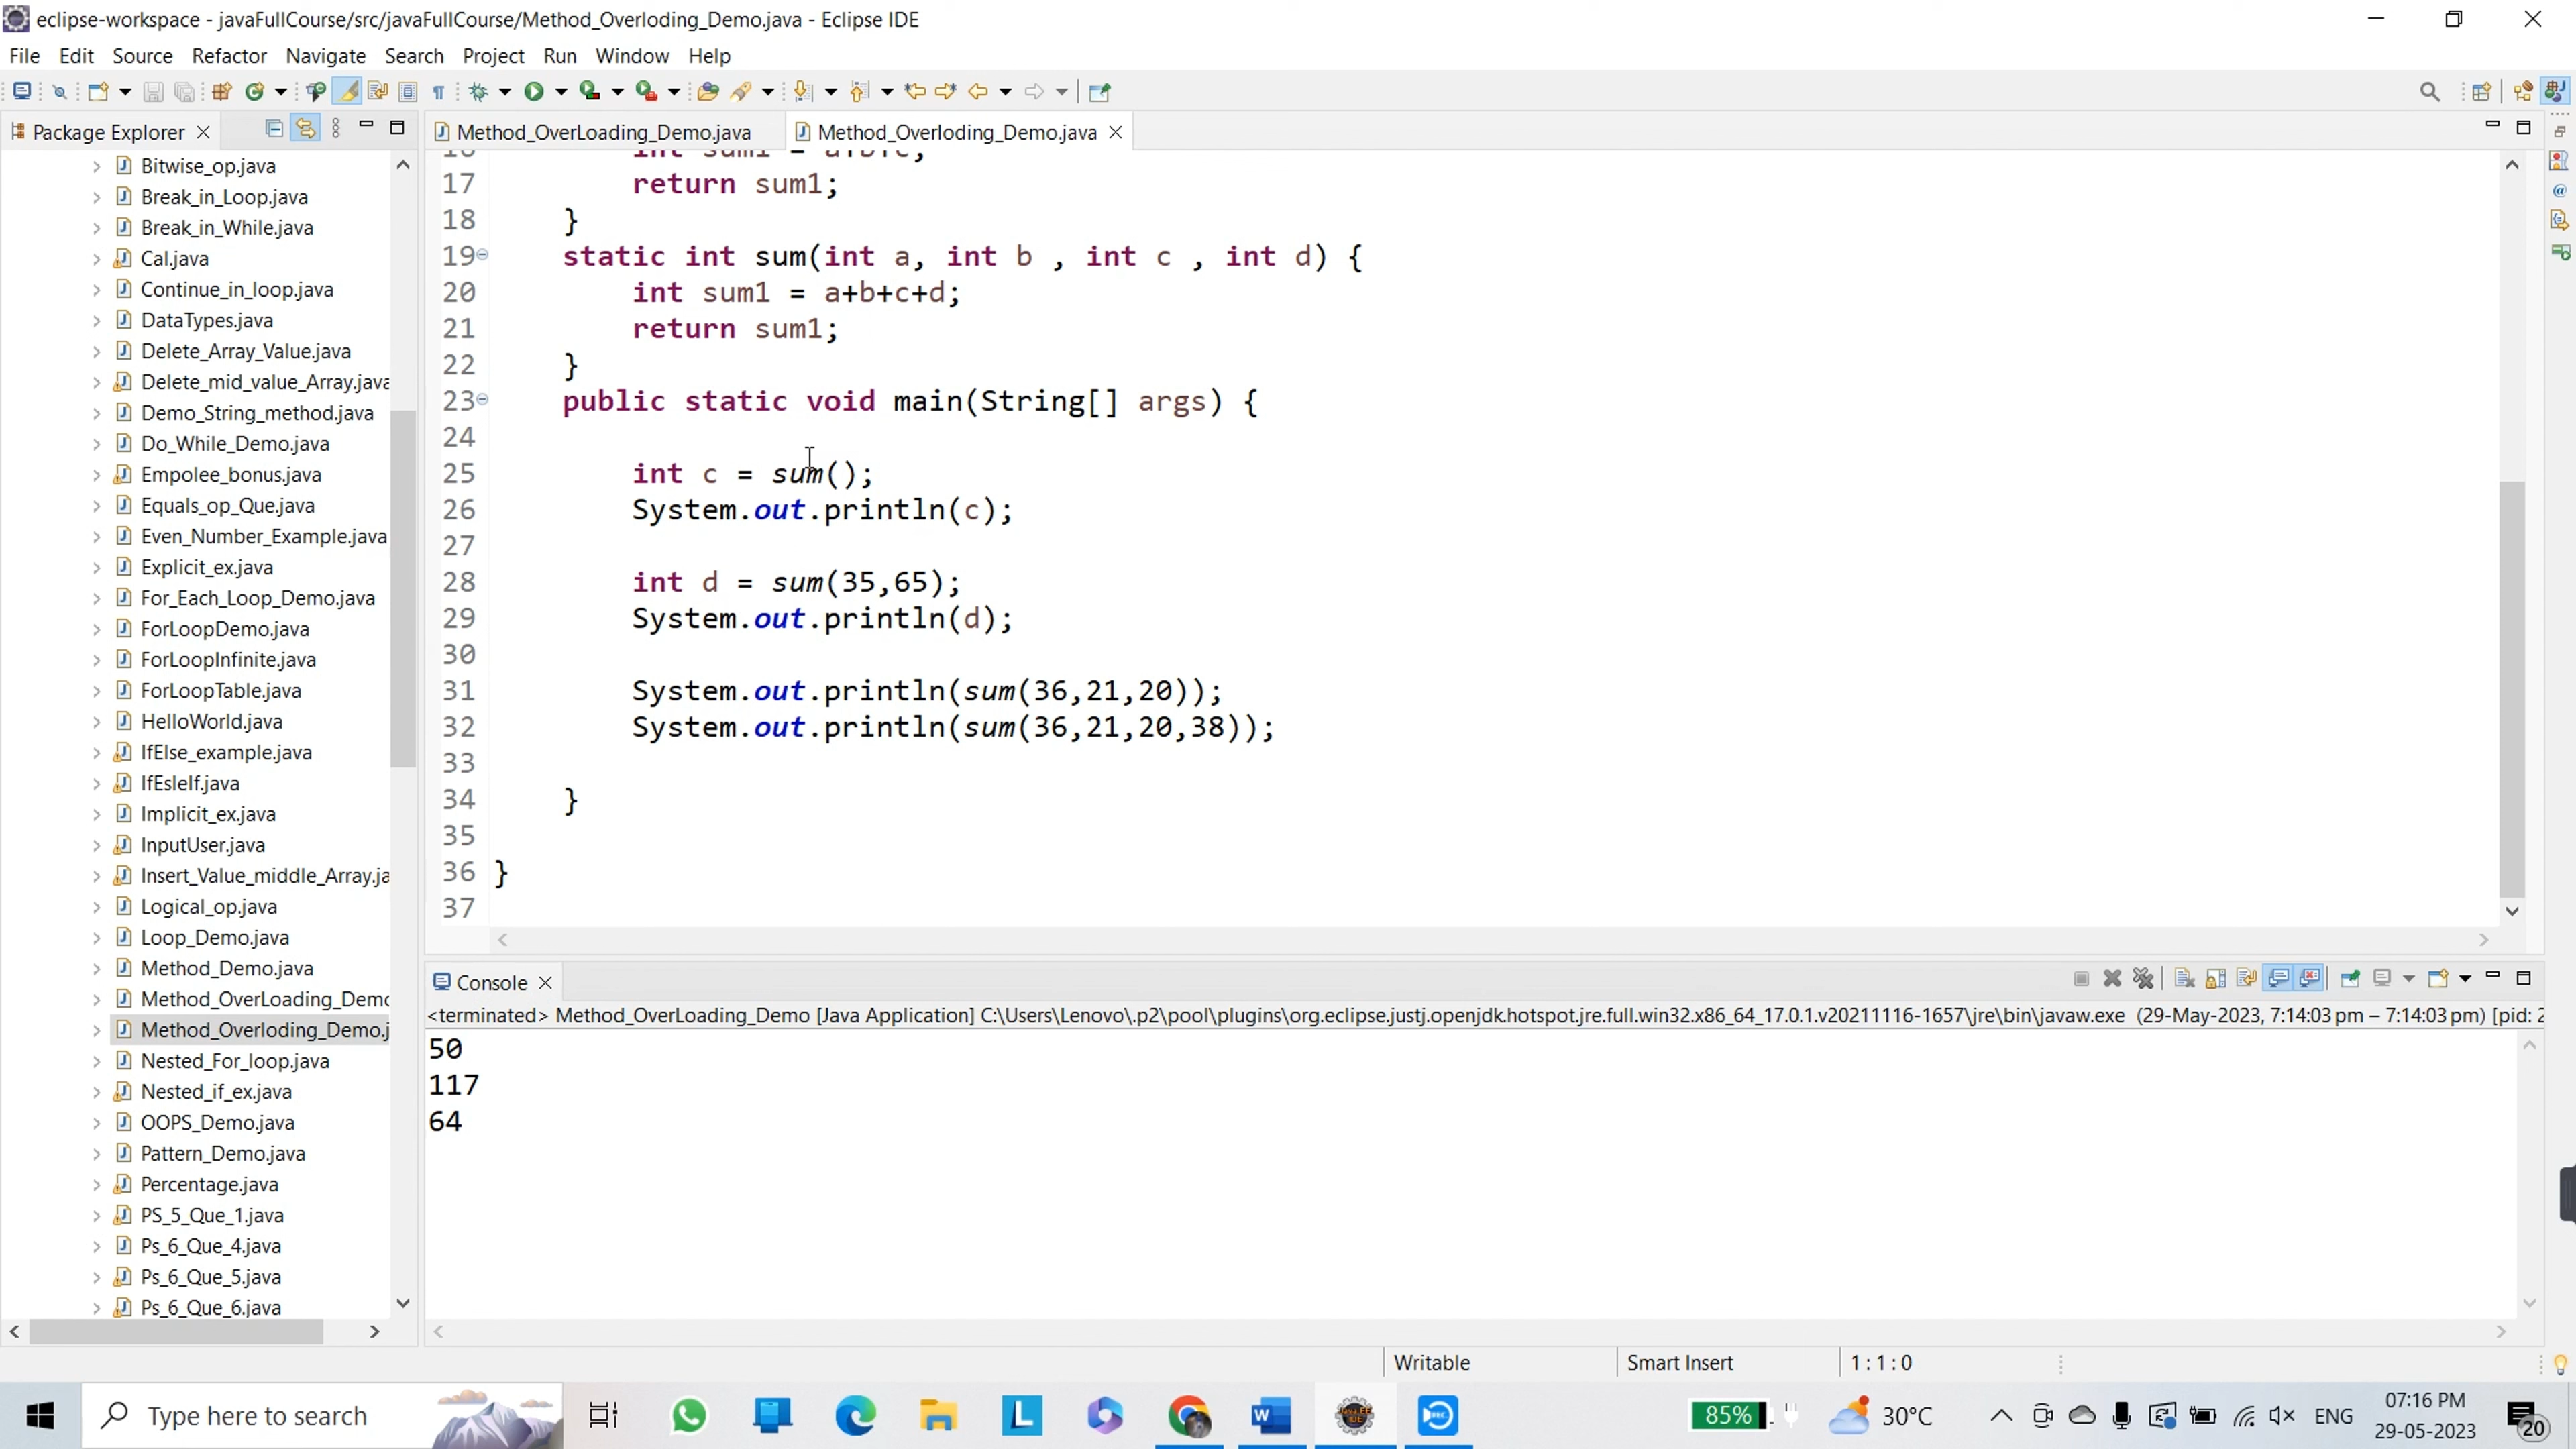 eclipse-workspace - javaFullCourse/src/javaFullCourse/Method_Overloding_Demo.java - Eclipse IDE
File Edit Source Refactor Navigate Search Project Run Window Help
Package Explorer
Bitwise_op.java
Break_in_Loop.java
Break_in_While.java
Cal.java
Continue_in_loop.java
DataTypes.java
Delete_Array_Value.java
Delete_mid_value_Array.java
Demo_String_method.java
Do_While_Demo.java
Empolee_bonus.java
Equals_op_Que.java
Even_Number_Example.java
Explicit_ex.java
For_Each_Loop_Demo.java
ForLoopDemo.java
ForLoopInfinite.java
ForLoopTable.java
HelloWorld.java
IfElse_example.java
IfEsleIf.java
Implicit_ex.java
InputUser.java
Insert_Value_middle_Array.ja
Logical_op.java
Loop_Demo.java
Method_Demo.java
Method_OverLoading_Demo
Method_Overloding_Demo.j
Nested_For_loop.java
Nested_if_ex.java
OOPS_Demo.java
Pattern_Demo.java
Percentage.java
PS_5_Que_1.java
Ps_6_Que_4.java
Ps_6_Que_5.java
Ps_6_Que_6.java
Method_OverLoading_Demo.java Method_Overloding_Demo.java
16 int sum1 = a+b+c;
17 return sum1;
18 }
19 static int sum(int a, int b , int c , int d) {
20 int sum1 = a+b+c+d;
21 return sum1;
22 }
23 public static void main(String[] args) {
24
25 int c = sum();
26 System.out.println(c);
27
28 int d = sum(35,65);
29 System.out.println(d);
30
31 System.out.println(sum(36,21,20));
32 System.out.println(sum(36,21,20,38));
33
34 }
35
36 }
37
Console
<terminated> Method_OverLoading_Demo [Java Application] C:\Users\Lenovo\.p2\pool\plugins\org.eclipse.justj.openjdk.hotspot.jre.full.win32.x86_64_17.0.1.v20211116-1657\jre\bin\javaw.exe (29-May-2023, 7:14:03 pm – 7:14:03 pm) [pid: 2
50
117
64
Writable Smart Insert 1 : 1 : 0
Type here to search
85% 30°C ENG 07:16 PM
29-05-2023
20